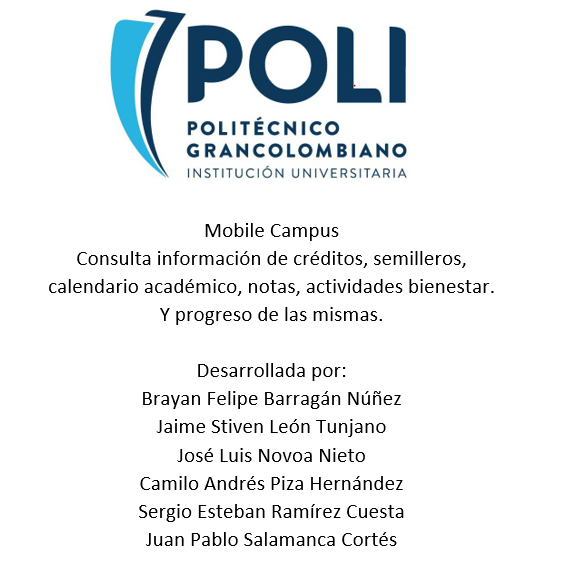 POLI
POLITÉCNICO
GRANCOLOMBIANO
INSTITUCIÓN UNIVERSITARIA
Mobile Campus
Consulta información de créditos, semilleros,
calendario académico, notas, actividades bienestar.
Y progreso de las mismas.
Desarrollada por:
Brayan Felipe Barragán Núñez
Jaime Stiven León Tunjano
José Luis Novoa Nieto
Camilo Andrés Piza Hernández
Sergio Esteban Ramírez Cuesta
Juan Pablo Salamanca Cortés